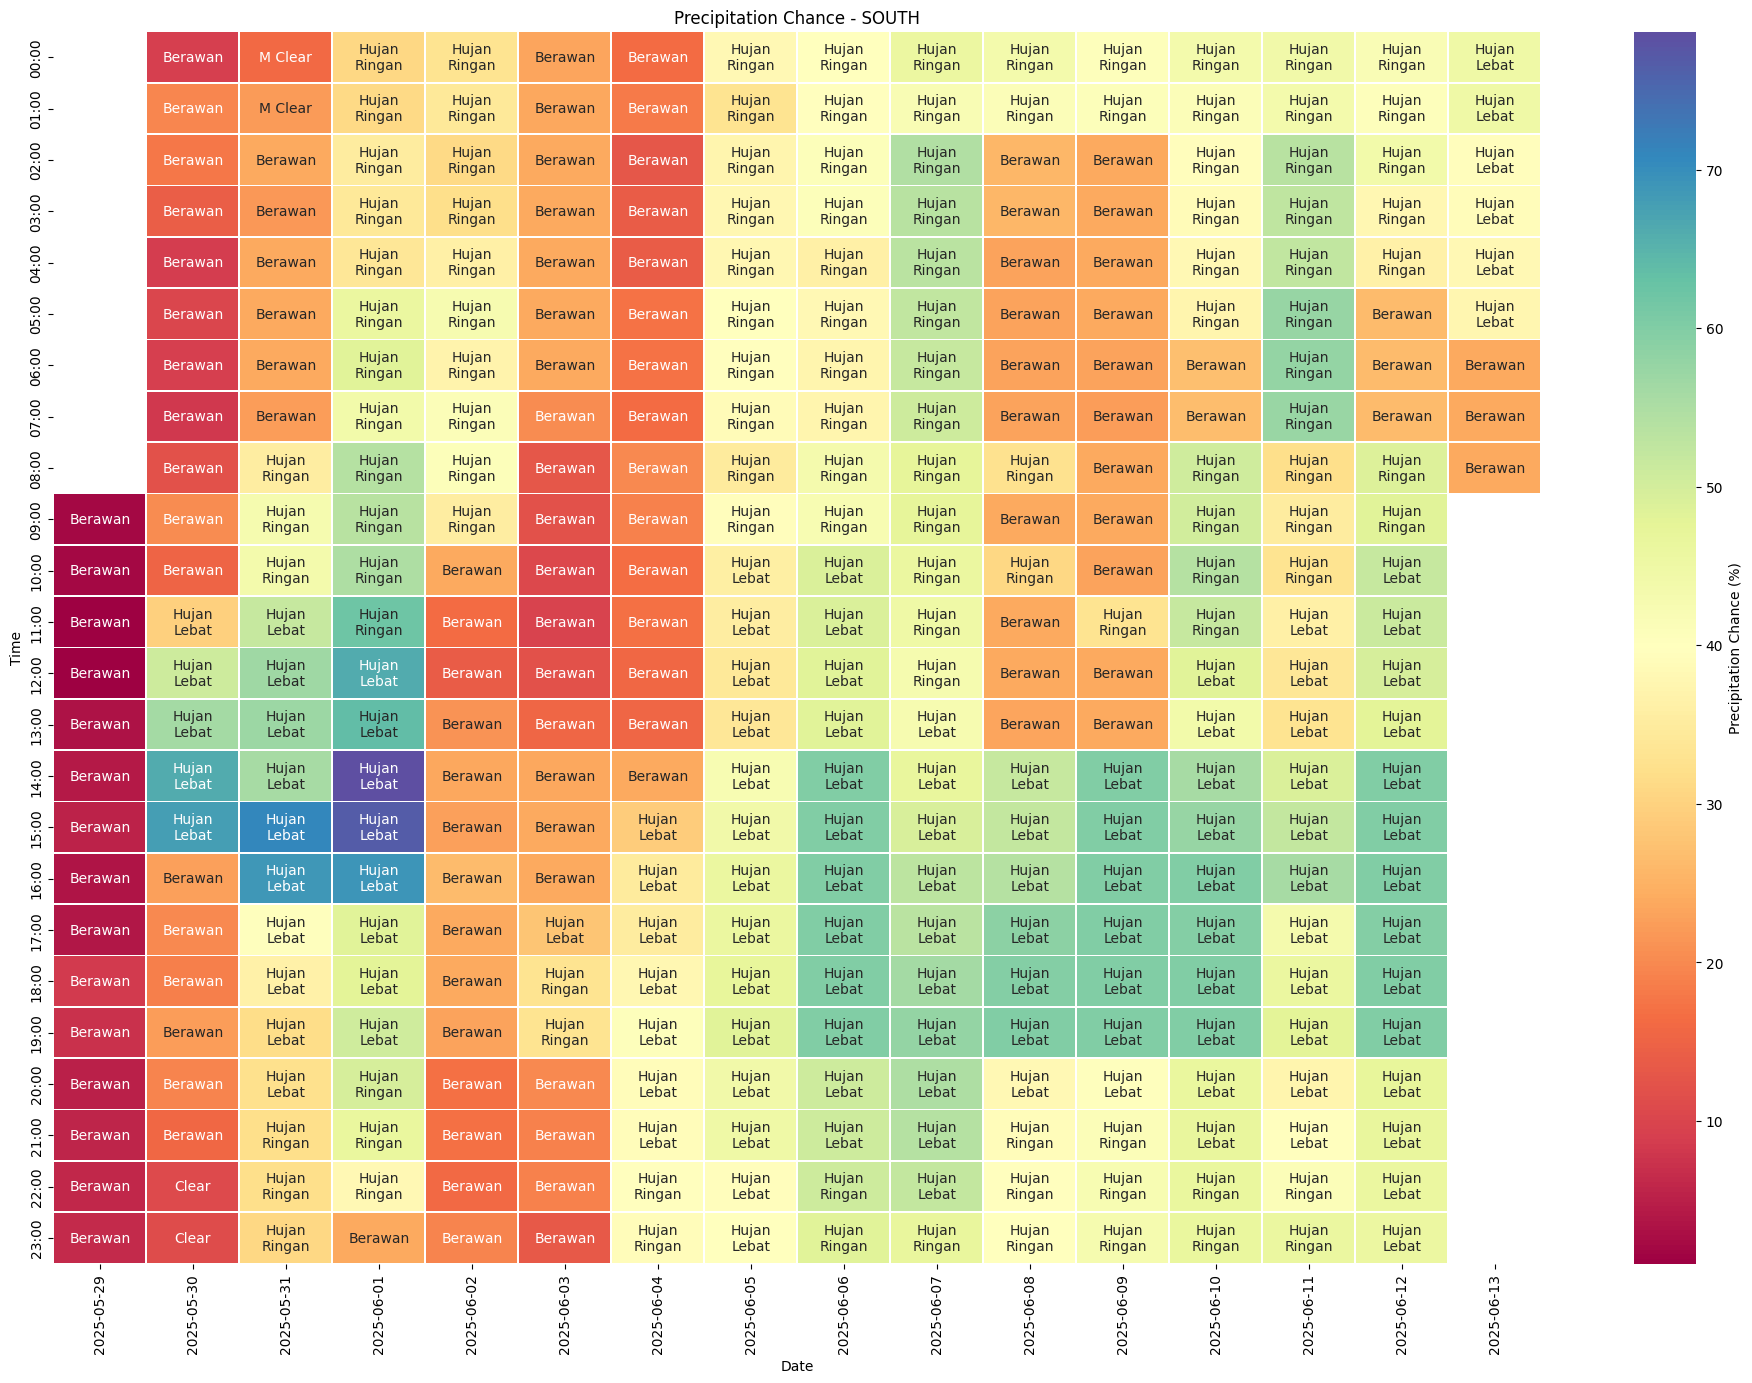 Precipitation Chance - SOUTH
00:00 Berawan M Clear Hujan Ringan Hujan Ringan Berawan Berawan Hujan Ringan Hujan Ringan Hujan Ringan Hujan Ringan Hujan Ringan Hujan Ringan Hujan Ringan Hujan Ringan Hujan Lebat
01:00 Berawan M Clear Hujan Ringan Hujan Ringan Berawan Berawan Hujan Ringan Hujan Ringan Hujan Ringan Hujan Ringan Hujan Ringan Hujan Ringan Hujan Ringan Hujan Ringan Hujan Lebat
02:00 Berawan Berawan Hujan Ringan Hujan Ringan Berawan Berawan Hujan Ringan Hujan Ringan Hujan Ringan Berawan Berawan Hujan Ringan Hujan Ringan Hujan Ringan Hujan Lebat
03:00 Berawan Berawan Hujan Ringan Hujan Ringan Berawan Berawan Hujan Ringan Hujan Ringan Hujan Ringan Berawan Berawan Hujan Ringan Hujan Ringan Hujan Ringan Hujan Lebat
04:00 Berawan Berawan Hujan Ringan Hujan Ringan Berawan Berawan Hujan Ringan Hujan Ringan Hujan Ringan Berawan Berawan Hujan Ringan Hujan Ringan Hujan Ringan Hujan Lebat
05:00 Berawan Berawan Hujan Ringan Hujan Ringan Berawan Berawan Hujan Ringan Hujan Ringan Hujan Ringan Berawan Berawan Hujan Ringan Hujan Ringan Berawan Hujan Lebat
06:00 Berawan Berawan Hujan Ringan Hujan Ringan Berawan Berawan Hujan Ringan Hujan Ringan Hujan Ringan Berawan Berawan Berawan Hujan Ringan Berawan Berawan
07:00 Berawan Berawan Hujan Ringan Hujan Ringan Berawan Berawan Hujan Ringan Hujan Ringan Hujan Ringan Berawan Berawan Berawan Hujan Ringan Berawan Berawan
08:00 Berawan Hujan Ringan Hujan Ringan Hujan Ringan Berawan Berawan Hujan Ringan Hujan Ringan Hujan Ringan Hujan Ringan Berawan Hujan Ringan Hujan Ringan Hujan Ringan Berawan
09:00 Berawan Berawan Hujan Ringan Hujan Ringan Hujan Ringan Berawan Berawan Hujan Ringan Hujan Ringan Hujan Ringan Berawan Berawan Hujan Ringan Hujan Ringan Hujan Ringan
10:00 Berawan Berawan Hujan Ringan Hujan Ringan Berawan Berawan Berawan Hujan Lebat Hujan Lebat Hujan Ringan Hujan Ringan Berawan Hujan Ringan Hujan Ringan Hujan Lebat
11:00 Berawan Hujan Lebat Hujan Lebat Hujan Ringan Berawan Berawan Berawan Hujan Lebat Hujan Lebat Hujan Ringan Berawan Hujan Ringan Hujan Ringan Hujan Lebat Hujan Lebat
12:00 Berawan Hujan Lebat Hujan Lebat Hujan Lebat Berawan Berawan Berawan Hujan Lebat Hujan Lebat Hujan Ringan Berawan Berawan Hujan Lebat Hujan Lebat Hujan Lebat
13:00 Berawan Hujan Lebat Hujan Lebat Hujan Lebat Berawan Berawan Berawan Hujan Lebat Hujan Lebat Hujan Lebat Berawan Berawan Hujan Lebat Hujan Lebat Hujan Lebat
14:00 Berawan Hujan Lebat Hujan Lebat Hujan Lebat Berawan Berawan Berawan Hujan Lebat Hujan Lebat Hujan Lebat Hujan Lebat Hujan Lebat Hujan Lebat Hujan Lebat Hujan Lebat
15:00 Berawan Hujan Lebat Hujan Lebat Hujan Lebat Berawan Berawan Hujan Lebat Hujan Lebat Hujan Lebat Hujan Lebat Hujan Lebat Hujan Lebat Hujan Lebat Hujan Lebat Hujan Lebat
16:00 Berawan Berawan Hujan Lebat Hujan Lebat Berawan Berawan Hujan Lebat Hujan Lebat Hujan Lebat Hujan Lebat Hujan Lebat Hujan Lebat Hujan Lebat Hujan Lebat Hujan Lebat
17:00 Berawan Berawan Hujan Lebat Hujan Lebat Berawan Hujan Lebat Hujan Lebat Hujan Lebat Hujan Lebat Hujan Lebat Hujan Lebat Hujan Lebat Hujan Lebat Hujan Lebat Hujan Lebat
18:00 Berawan Berawan Hujan Lebat Hujan Lebat Berawan Hujan Ringan Hujan Lebat Hujan Lebat Hujan Lebat Hujan Lebat Hujan Lebat Hujan Lebat Hujan Lebat Hujan Lebat Hujan Lebat
19:00 Berawan Berawan Hujan Lebat Hujan Lebat Berawan Hujan Ringan Hujan Lebat Hujan Lebat Hujan Lebat Hujan Lebat Hujan Lebat Hujan Lebat Hujan Lebat Hujan Lebat Hujan Lebat
20:00 Berawan Berawan Hujan Lebat Hujan Ringan Berawan Berawan Hujan Lebat Hujan Lebat Hujan Lebat Hujan Lebat Hujan Lebat Hujan Lebat Hujan Lebat Hujan Lebat Hujan Lebat
21:00 Berawan Berawan Hujan Ringan Hujan Ringan Berawan Berawan Hujan Lebat Hujan Lebat Hujan Lebat Hujan Lebat Hujan Ringan Hujan Ringan Hujan Lebat Hujan Lebat Hujan Lebat
22:00 Berawan Clear Hujan Ringan Hujan Ringan Berawan Berawan Hujan Ringan Hujan Lebat Hujan Ringan Hujan Lebat Hujan Ringan Hujan Ringan Hujan Ringan Hujan Ringan Hujan Lebat
23:00 Berawan Clear Hujan Ringan Berawan Berawan Berawan Hujan Ringan Hujan Lebat Hujan Ringan Hujan Ringan Hujan Ringan Hujan Ringan Hujan Ringan Hujan Ringan Hujan Lebat
Time
2025-05-29 2025-05-30 2025-05-31 2025-06-01 2025-06-02 2025-06-03 2025-06-04 2025-06-05 2025-06-06 2025-06-07 2025-06-08 2025-06-09 2025-06-10 2025-06-11 2025-06-12 2025-06-13
Date
70
60
50
40
30
20
10
Precipitation Chance (%)